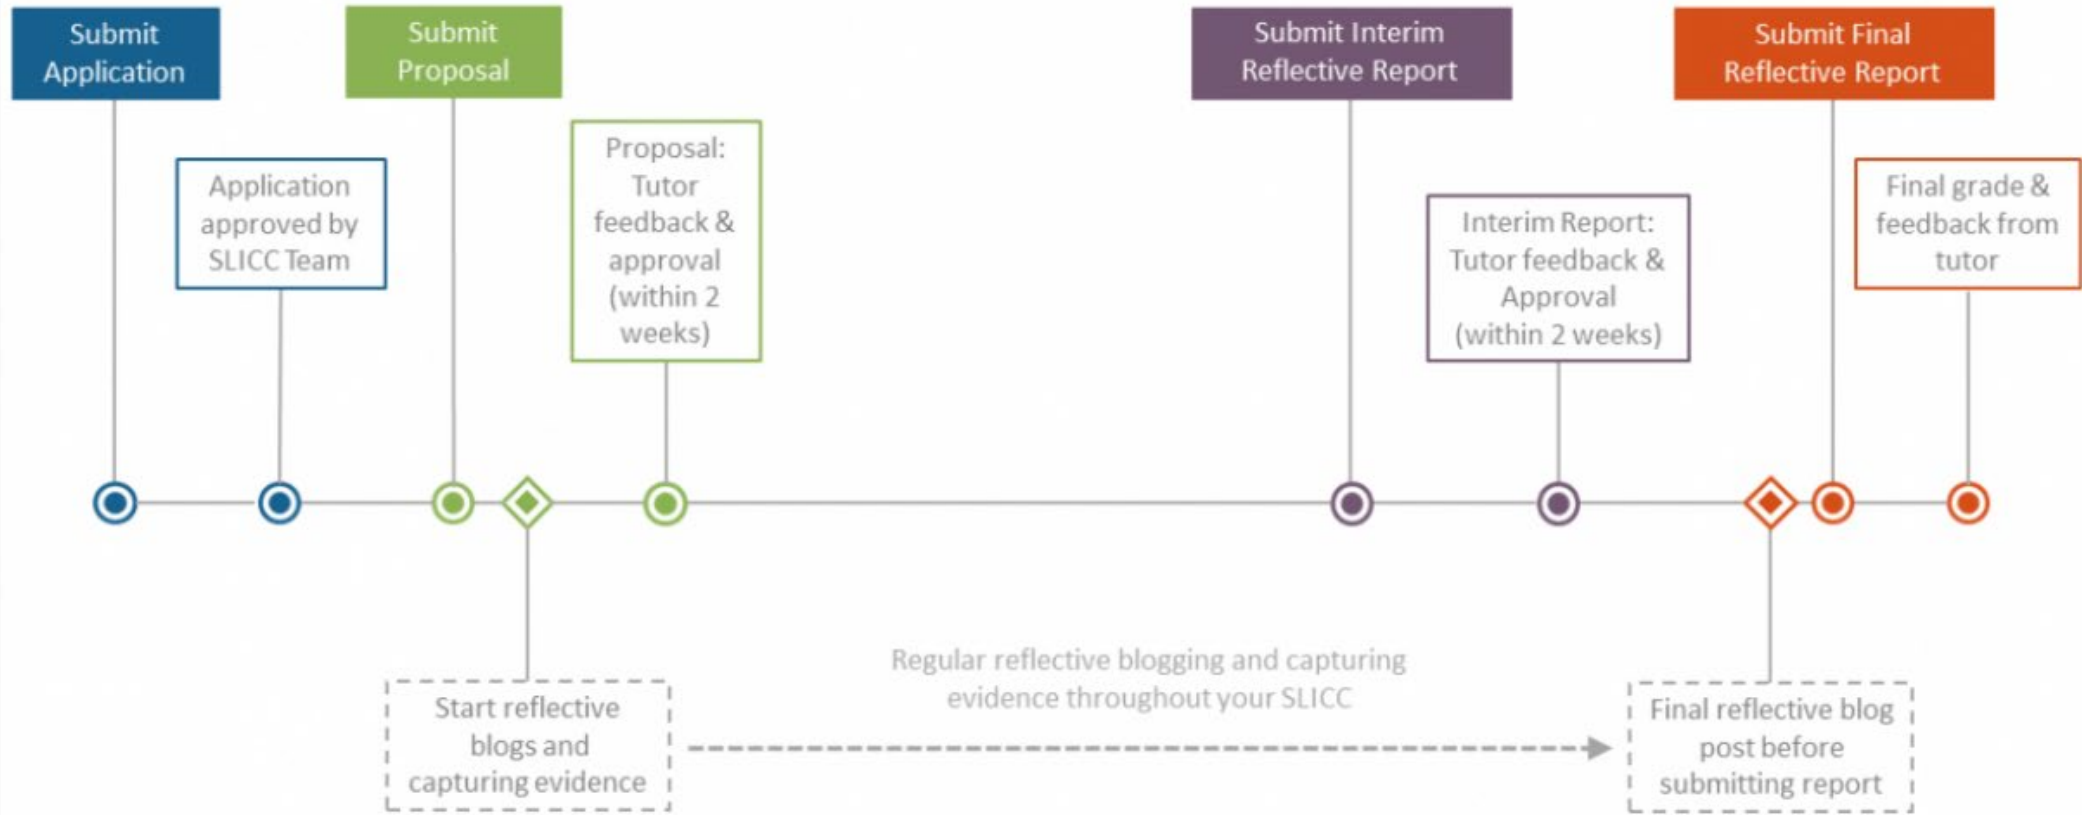 Submit
Application
Submit
Proposal
Submit Interim
Reflective Report
Submit Final
Reflective Report
Application
approved by
SLICC Team
Proposal:
Tutor
feedback &
approval
(within 2
weeks)
Interim Report:
Tutor feedback &
Approval
(within 2 weeks)
Final grade &
feedback from
tutor
Start reflective
blogs and
capturing evidence
Regular reflective blogging and capturing
evidence throughout your SLICC
Final reflective blog
post before
submitting report